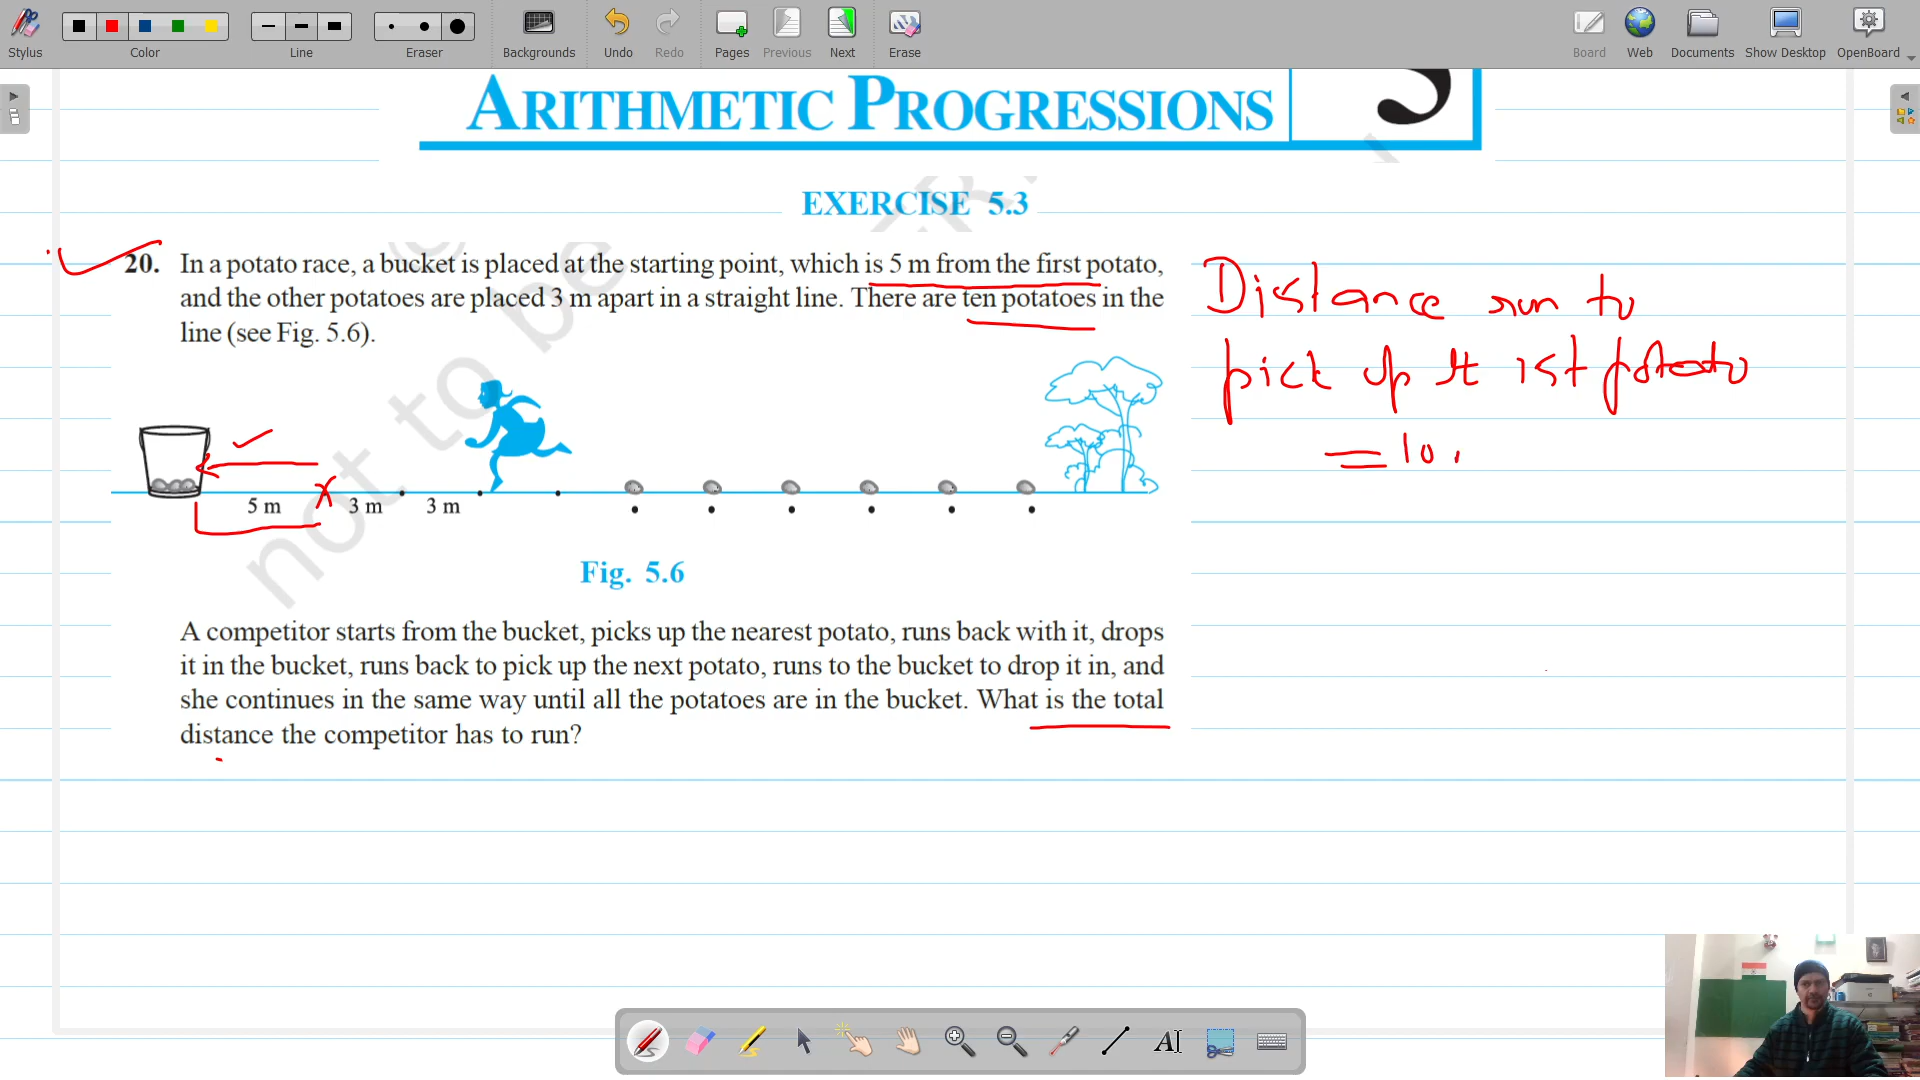 Stylus
Color
Line
Eraser
Backgrounds
Undo
Redo
Pages
Previous
Next
Erase
Board
Web
Documents
Show Desktop
OpenBoard
ARITHMETIC PROGRESSIONS
5
EXERCISE 5.3
20. In a potato race, a bucket is placed at the starting point, which is 5 m from the first potato,
and the other potatoes are placed 3 m apart in a straight line. There are ten potatoes in the
line (see Fig. 5.6).
5 m 3 m 3 m
Fig. 5.6
A competitor starts from the bucket, picks up the nearest potato, runs back with it, drops
it in the bucket, runs back to pick up the next potato, runs to the bucket to drop it in, and
she continues in the same way until all the potatoes are in the bucket. What is the total
distance the competitor has to run?
not to be
Distance run to
pick up the 1st potato
= 10